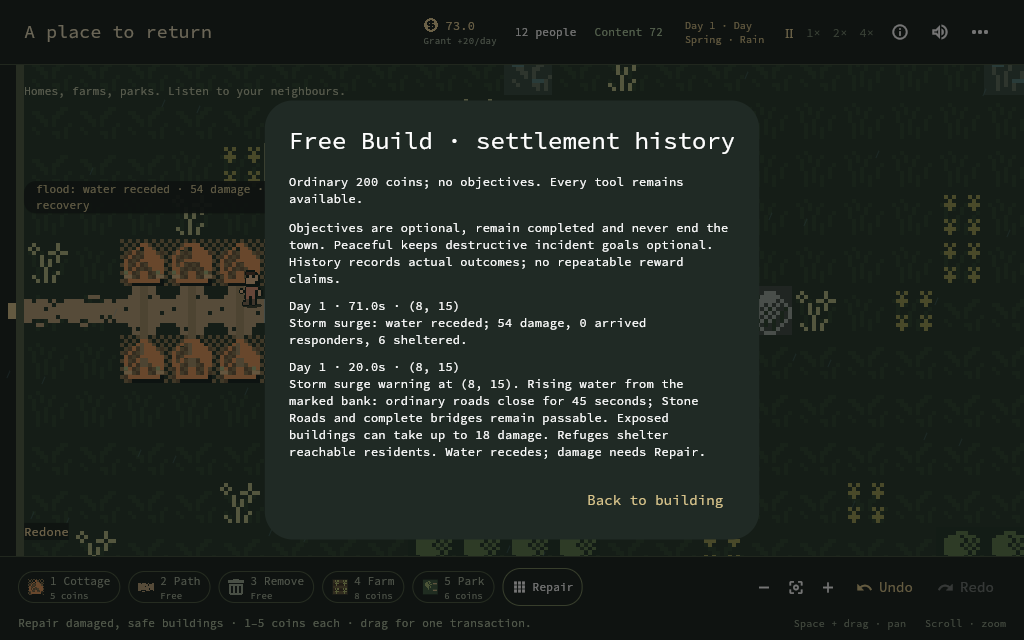 A place to return
73.0
Grant +20/day
12 people
Content 72
Day 1 · Day
Spring · Rain
1× 2× 4×
Homes, farms, parks. Listen to your neighbours.
flood: water receded · 54 damage ·
recovery
Free Build · settlement history
Ordinary 200 coins; no objectives. Every tool remains
available.
Objectives are optional, remain completed and never end the
town. Peaceful keeps destructive incident goals optional.
History records actual outcomes; no repeatable reward
claims.
Day 1 · 71.0s · (8, 15)
Storm surge: water receded; 54 damage, 0 arrived
responders, 6 sheltered.
Day 1 · 20.0s · (8, 15)
Storm surge warning at (8, 15). Rising water from the
marked bank: ordinary roads close for 45 seconds; Stone
Roads and complete bridges remain passable. Exposed
buildings can take up to 18 damage. Refuges shelter
reachable residents. Water recedes; damage needs Repair.
Back to building
Redone
1 Cottage
5 coins
2 Path
Free
3 Remove
Free
4 Farm
8 coins
5 Park
6 coins
Repair
Undo
Redo
Repair damaged, safe buildings · 1–5 coins each · drag for one transaction.
Space + drag · pan
Scroll · zoom